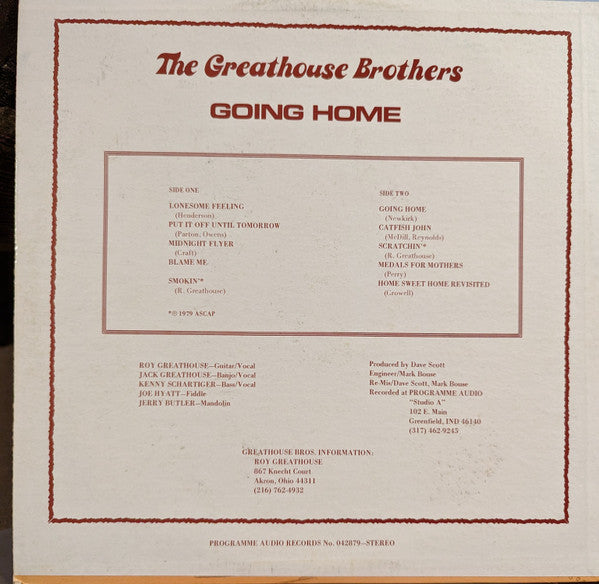 The Greathouse Brothers
GOING HOME
SIDE ONE
LONESOME FEELING
(Henderson)
PUT IT OFF UNTIL TOMORROW
(Parton, Owens)
MIDNIGHT FLYER
(Craft)
BLAME ME
SMOKIN'*
(R. Greathouse)
*℗ 1979 ASCAP
SIDE TWO
GOING HOME
(Newkirk)
CATFISH JOHN
(McDill, Reynolds)
SCRATCHIN'*
(R. Greathouse)
MEDALS FOR MOTHERS
(Perry)
HOME SWEET HOME REVISITED
(Crowell)
ROY GREATHOUSE—Guitar/Vocal
JACK GREATHOUSE—Banjo/Vocal
KENNY SCHARTIGER—Bass/Vocal
JOE HYATT—Fiddle
JERRY BUTLER—Mandolin
Produced by Dave Scott
Engineer/Mark Bouse
Re-Mix/Dave Scott, Mark Bouse
Recorded at PROGRAMME AUDIO
"Studio A"
102 E. Main
Greenfield, IND 46140
(317) 462-9245
GREATHOUSE BROS. INFORMATION:
ROY GREATHOUSE
867 Knecht Court
Akron, Ohio 44311
(216) 762-4932
PROGRAMME AUDIO RECORDS No. 042879—STEREO